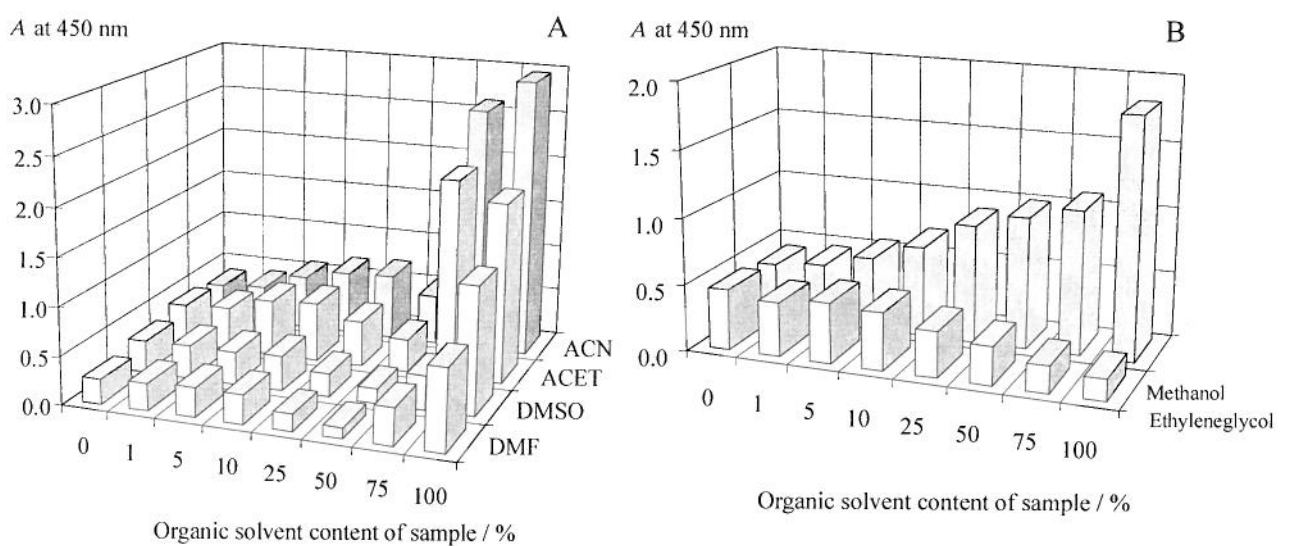 A at 450 nm
A
3.0
2.5
2.0
1.5
1.0
0.5
0.0
0 1 5 10 25 50 75 100
ACN
ACET
DMSO
DMF
Organic solvent content of sample / %
A at 450 nm
B
2.0
1.5
1.0
0.5
0.0
0 1 5 10 25 50 75 100
Methanol
Ethyleneglycol
Organic solvent content of sample / %